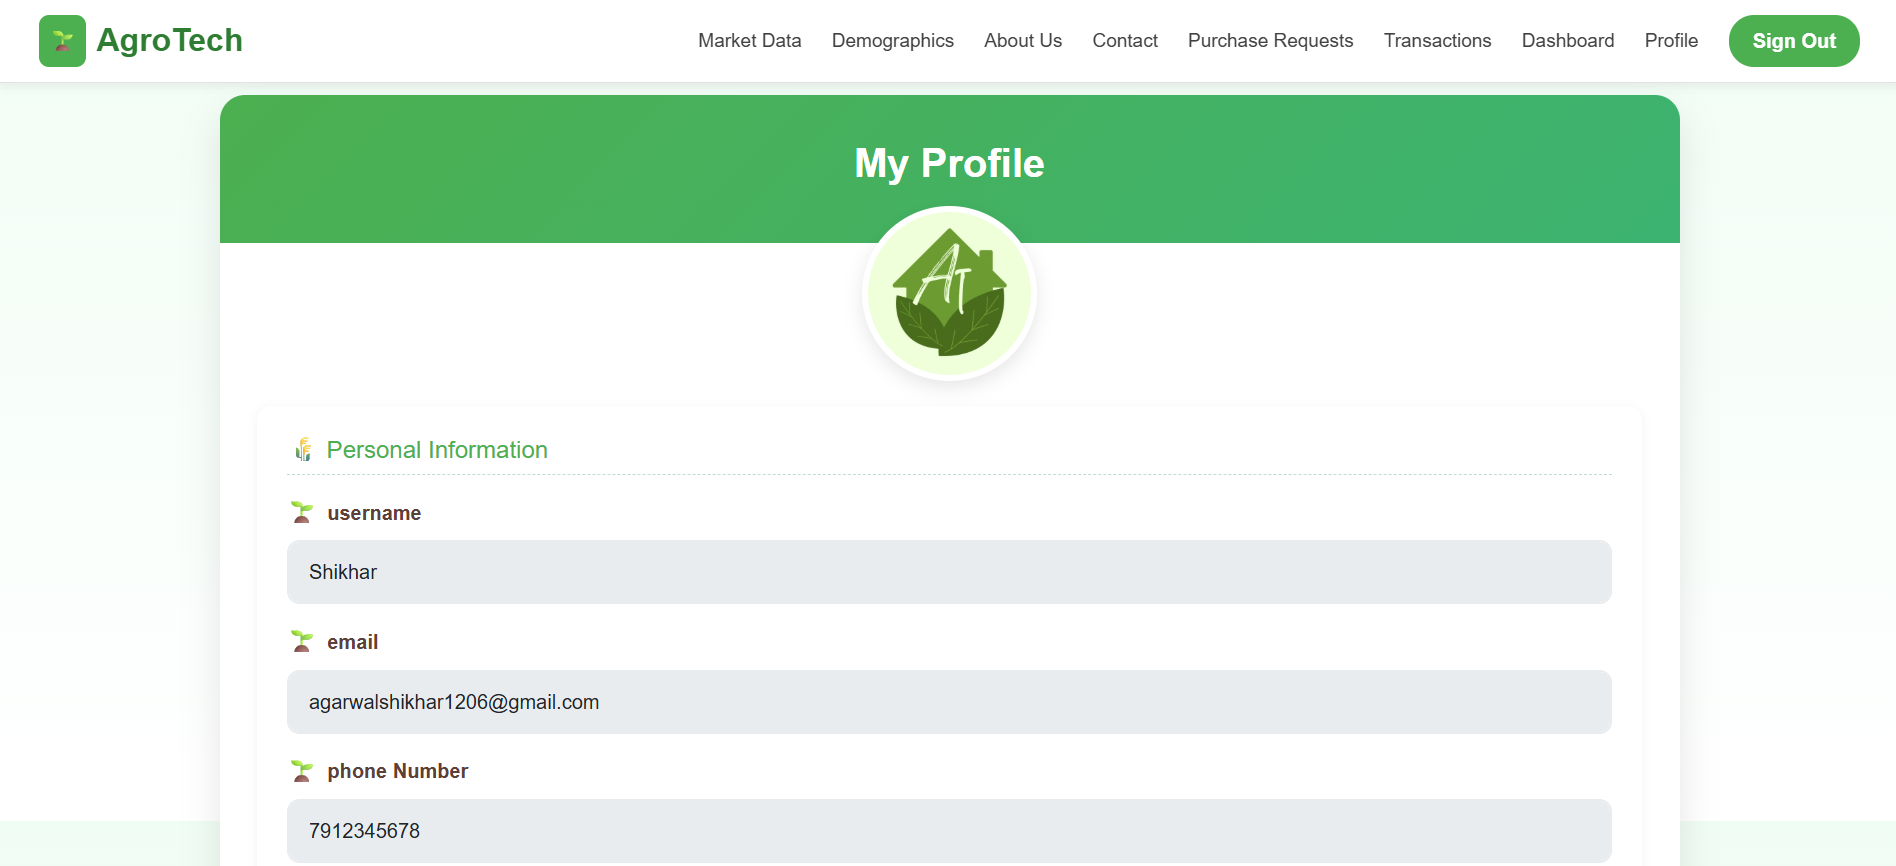 AgroTech
Market Data Demographics About Us Contact Purchase Requests Transactions Dashboard Profile Sign Out
My Profile
AT
Personal Information
username
Shikhar
email
agarwalshikhar1206@gmail.com
phone Number
7912345678